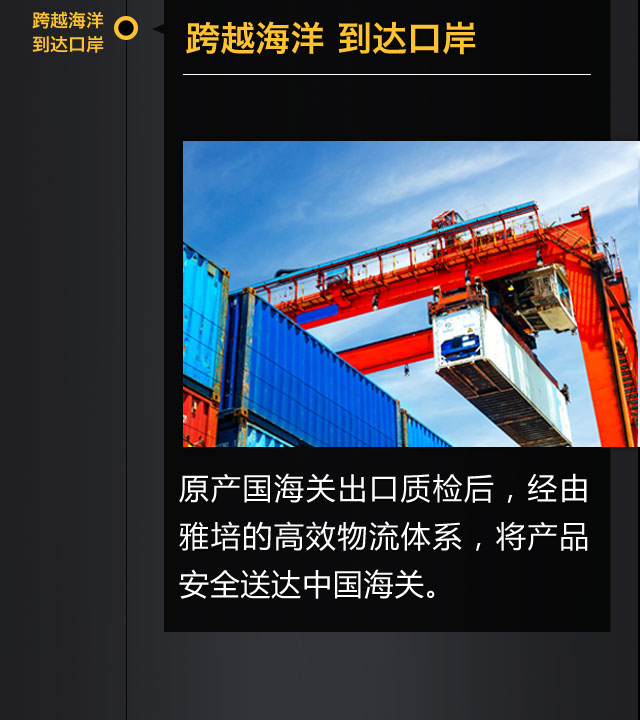 跨越海洋
到达口岸
跨越海洋 到达口岸
原产国海关出口质检后，经由
雅培的高效物流体系，将产品
安全送达中国海关。